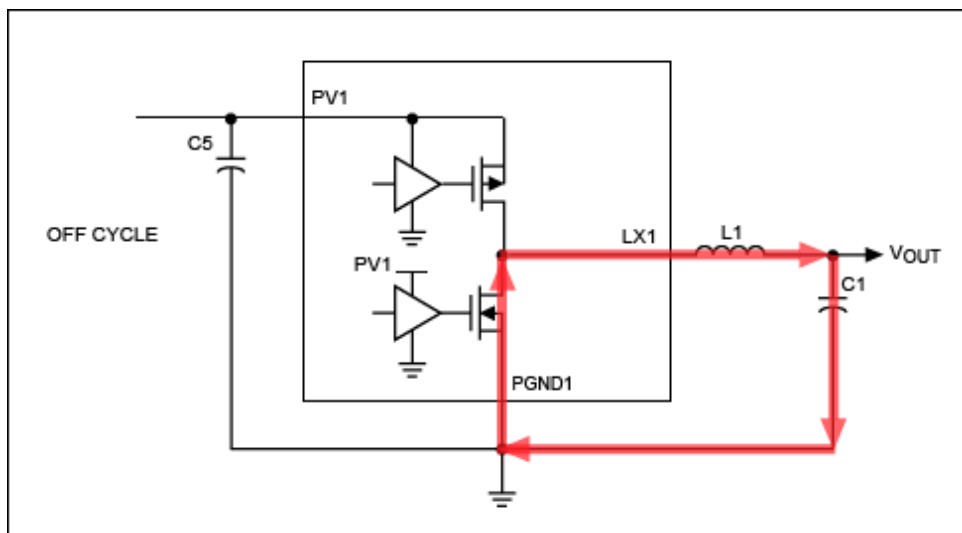 PV1
C5
OFF CYCLE
LX1
L1
VOUT
PV1
C1
PGND1